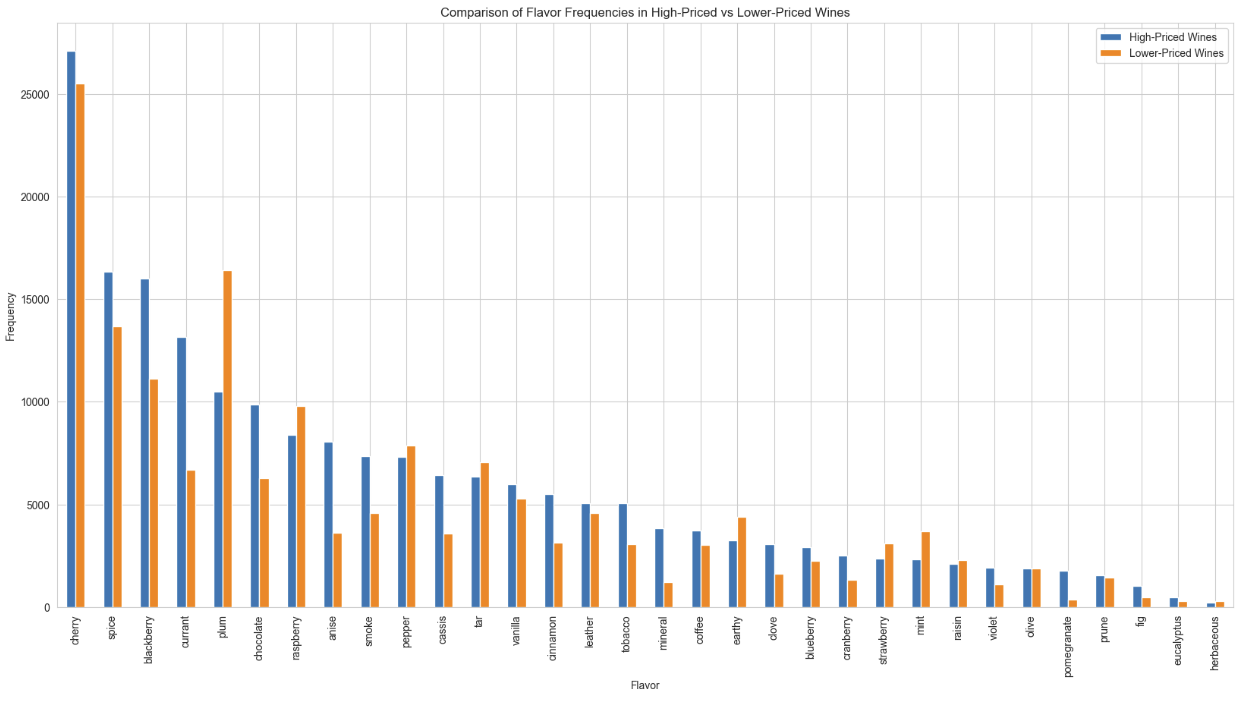 Comparison of Flavor Frequencies in High-Priced vs Lower-Priced Wines
High-Priced Wines
Lower-Priced Wines
Frequency
25000
20000
15000
10000
5000
0
cherry
spice
blackberry
currant
plum
chocolate
raspberry
anise
smoke
pepper
cassis
tar
vanilla
cinnamon
leather
tobacco
mineral
coffee
earthy
clove
blueberry
cranberry
strawberry
mint
raisin
violet
olive
pomegranate
prune
fig
eucalyptus
herbaceous
Flavor